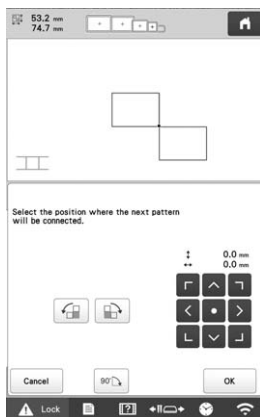 53.2 mm
74.7 mm
Select the position where the next pattern
will be connected.
0.0 mm
0.0 mm
Cancel
90°
OK
Lock